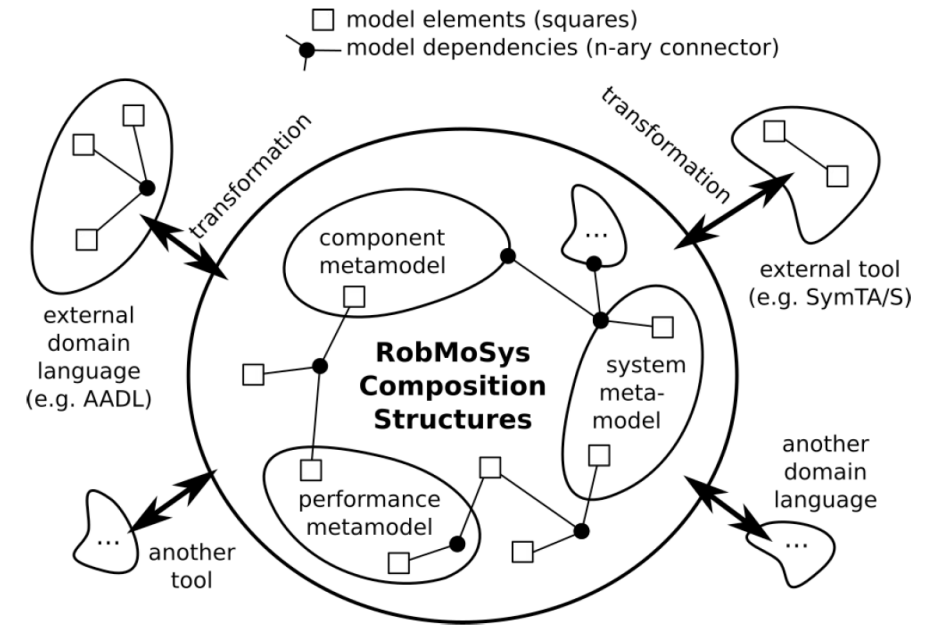 model elements (squares)
model dependencies (n-ary connector)
transformation
transformation
component
metamodel
...
external tool
(e.g. SymTA/S)
external
domain
language
(e.g. AADL)
RobMoSys
Composition
Structures
system
meta-
model
another
domain
language
performance
metamodel
...
another
tool
...